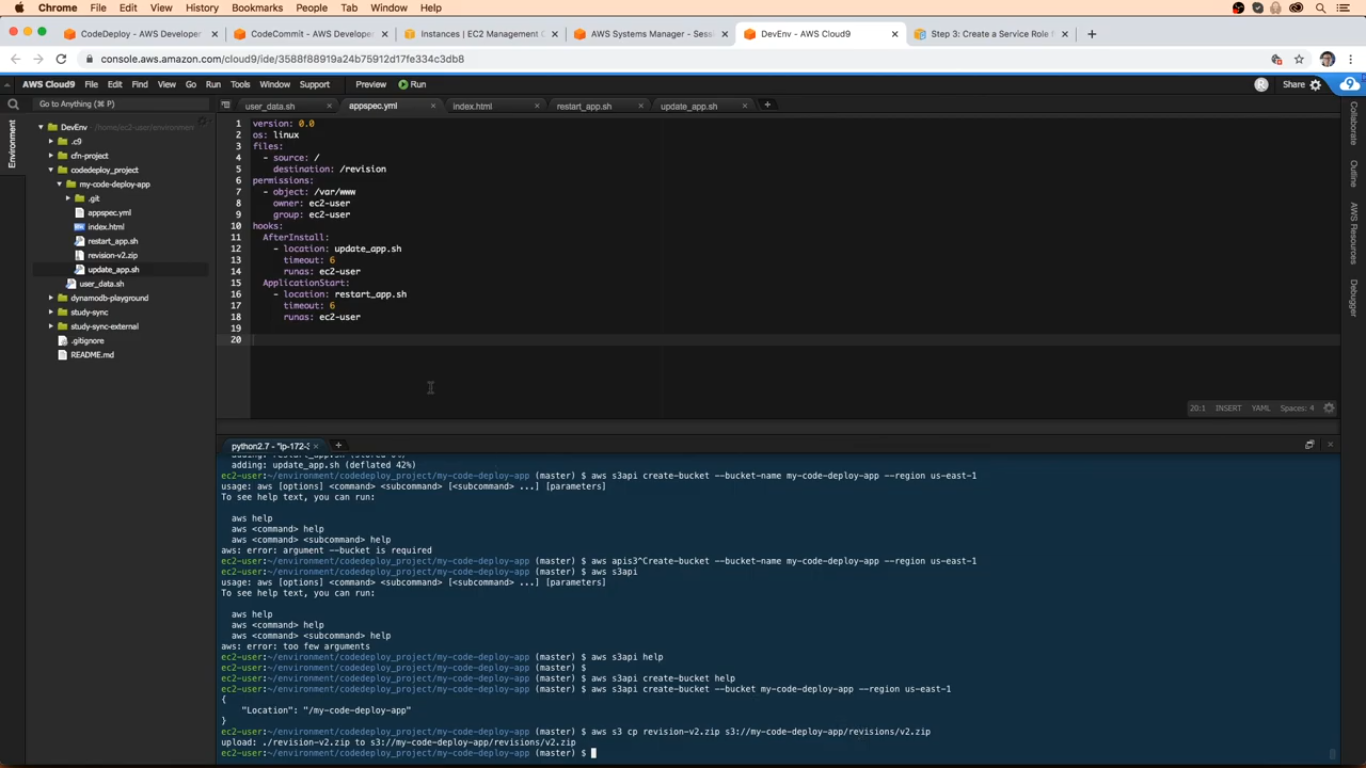 Chrome File Edit View History Bookmarks People Tab Window Help
CodeDeploy - AWS Developer
CodeCommit - AWS Developer
Instances | EC2 Management C
AWS Systems Manager - Sess
DevEnv - AWS Cloud9
Step 3: Create a Service Role f
console.aws.amazon.com/cloud9/ide/3588f88919a24b75912d17fe334c3db8
AWS Cloud9 File Edit Find View Go Run Tools Window Support Preview Run Share
Go to Anything (⌘ P)
user_data.sh appspec.yml index.html restart_app.sh update_app.sh
Environment
DevEnv - /home/ec2-user/environment
.c9
cfn-project
codedeploy_project
my-code-deploy-app
.git
appspec.yml
index.html
restart_app.sh
revision-v2.zip
update_app.sh
user_data.sh
dynamodb-playground
study-sync
study-sync-external
.gitignore
README.md
1 version: 0.0
2 os: linux
3 files:
4 - source: /
5 destination: /revision
6 permissions:
7 - object: /var/www
8 owner: ec2-user
9 group: ec2-user
10 hooks:
11 AfterInstall:
12 - location: update_app.sh
13 timeout: 6
14 runas: ec2-user
15 ApplicationStart:
16 - location: restart_app.sh
17 timeout: 6
18 runas: ec2-user
19
20
20:1 INSERT YAML Spaces: 4
Collaborate
Outline
AWS Resources
Debugger
python2.7 - "ip-172-3
adding: restart_app.sh
adding: update_app.sh (deflated 42%)
ec2-user:~/environment/codedeploy_project/my-code-deploy-app (master) $ aws s3api create-bucket --bucket-name my-code-deploy-app --region us-east-1
usage: aws [options] <command> <subcommand> [<subcommand> ...] [parameters]
To see help text, you can run:
aws help
aws <command> help
aws <command> <subcommand> help
aws: error: argument --bucket is required
ec2-user:~/environment/codedeploy_project/my-code-deploy-app (master) $ aws apis3^Create-bucket --bucket-name my-code-deploy-app --region us-east-1
ec2-user:~/environment/codedeploy_project/my-code-deploy-app (master) $ aws s3api
usage: aws [options] <command> <subcommand> [<subcommand> ...] [parameters]
To see help text, you can run:
aws help
aws <command> help
aws <command> <subcommand> help
aws: error: too few arguments
ec2-user:~/environment/codedeploy_project/my-code-deploy-app (master) $ aws s3api help
ec2-user:~/environment/codedeploy_project/my-code-deploy-app (master) $
ec2-user:~/environment/codedeploy_project/my-code-deploy-app (master) $ aws s3api create-bucket help
ec2-user:~/environment/codedeploy_project/my-code-deploy-app (master) $ aws s3api create-bucket --bucket my-code-deploy-app --region us-east-1
{
"Location": "/my-code-deploy-app"
}
ec2-user:~/environment/codedeploy_project/my-code-deploy-app (master) $ aws s3 cp revision-v2.zip s3://my-code-deploy-app/revisions/v2.zip
upload: ./revision-v2.zip to s3://my-code-deploy-app/revisions/v2.zip
ec2-user:~/environment/codedeploy_project/my-code-deploy-app (master) $